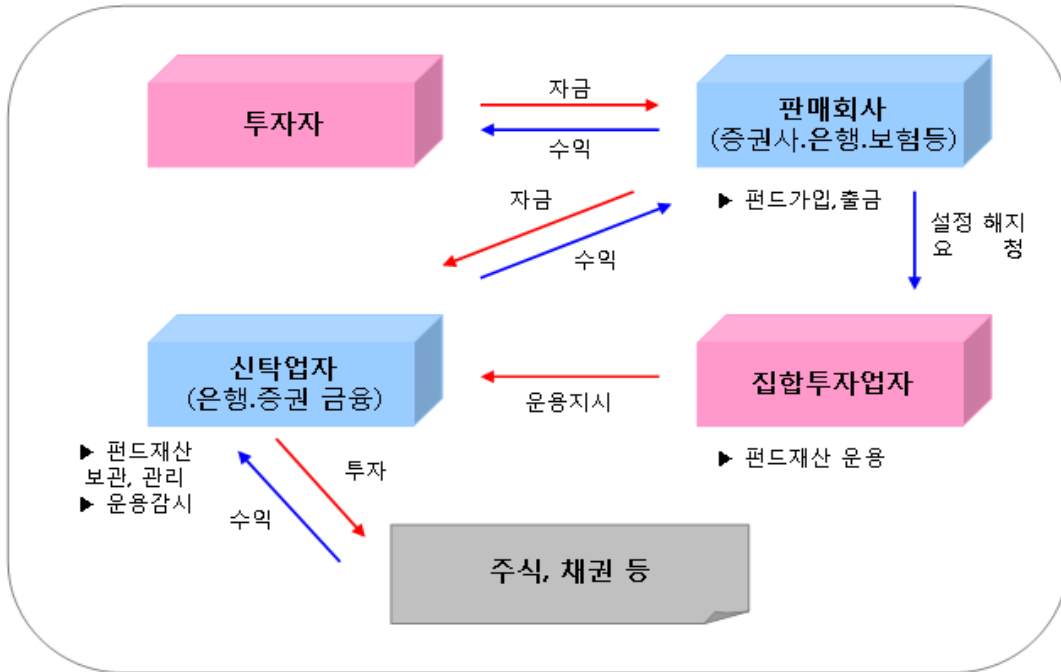 투자자
자금
수익
판매회사
(증권사.은행.보험등)
▶ 펀드가입,출금
자금
수익
설정 해지
요 청
신탁업자
(은행.증권 금융)
운용지시
집합투자업자
▶ 펀드재산
보관, 관리
▶ 운용감시
▶ 펀드재산 운용
투자
수익
주식, 채권 등